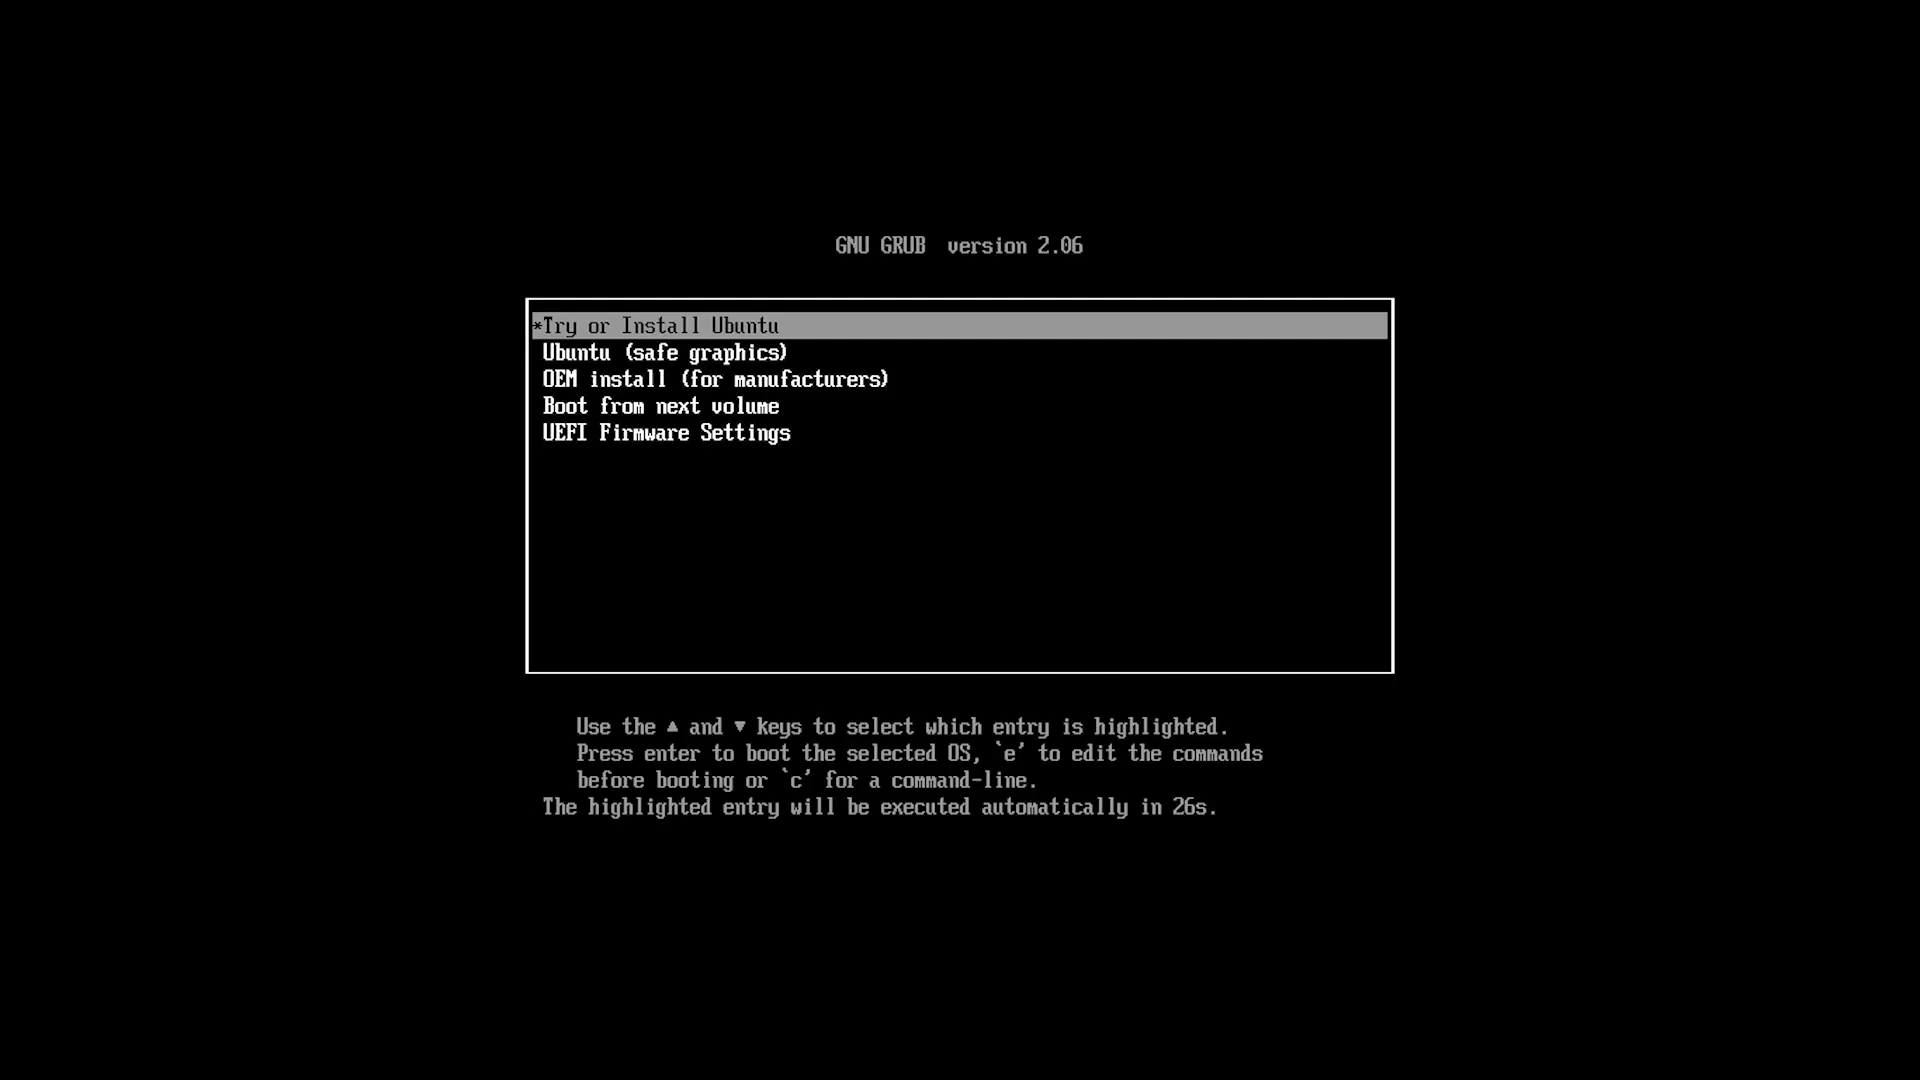 GNU GRUB  version 2.06
*Try or Install Ubuntu
Ubuntu (safe graphics)
OEM install (for manufacturers)
Boot from next volume
UEFI Firmware Settings
Use the ▲ and ▼ keys to select which entry is highlighted.
Press enter to boot the selected OS, `e' to edit the commands
before booting or `c' for a command-line.
The highlighted entry will be executed automatically in 26s.